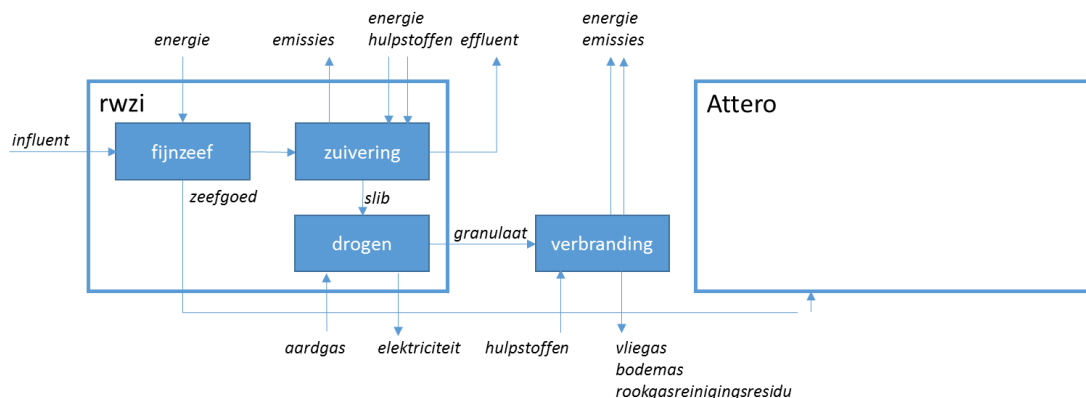 energie
energie
hulpstoffen
emissies
effluent
energie
emissies
rwzi
Attero
influent
fijnzeef
zuivering
zeefgoed
slib
drogen
granulaat
verbranding
aardgas
elektriciteit
hulpstoffen
vliegas
bodemas
rookgasreinigingsresidu